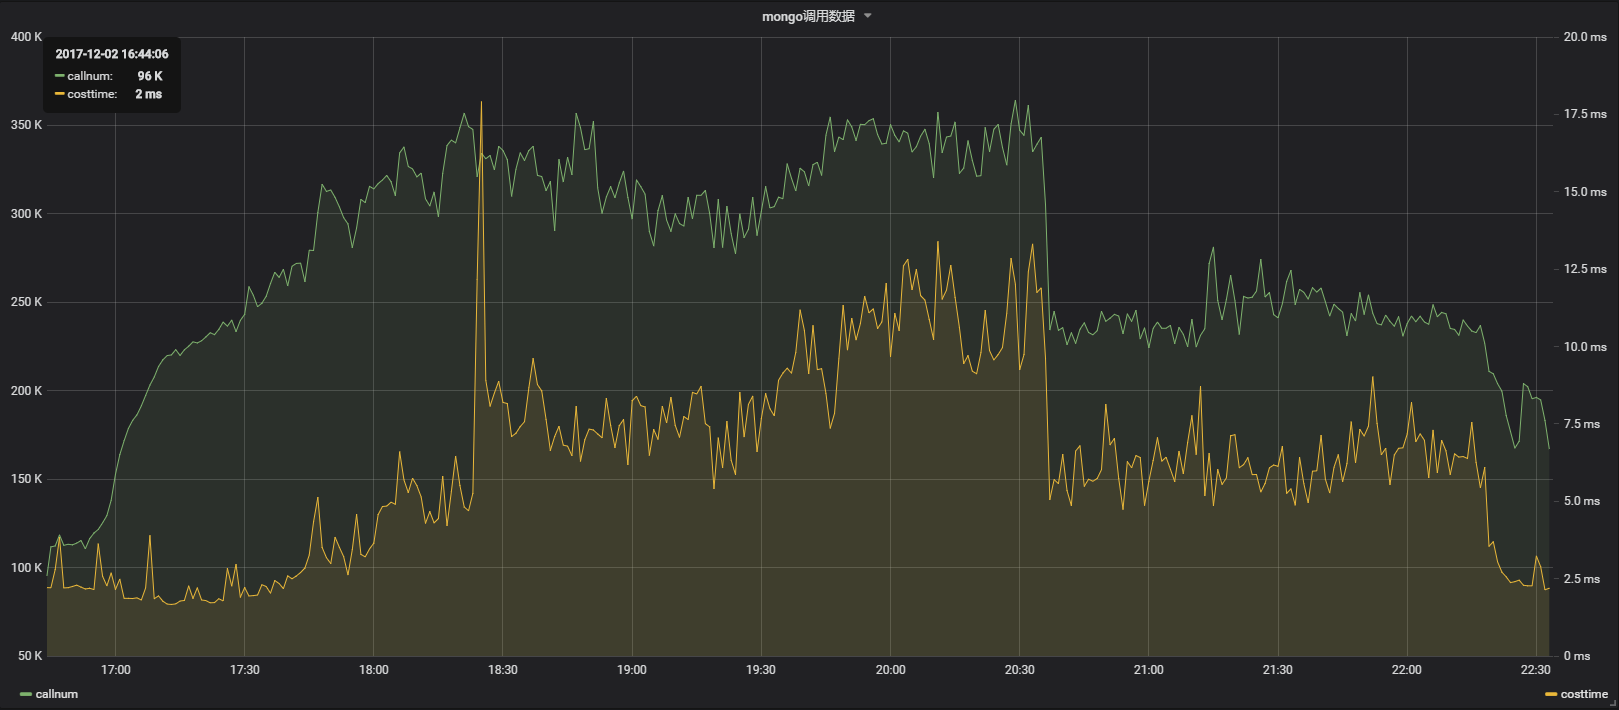 mongo调用数据
400 K
350 K
300 K
250 K
200 K
150 K
100 K
50 K
2017-12-02 16:44:06
callnum: 96 K
costtime: 2 ms
20.0 ms
17.5 ms
15.0 ms
12.5 ms
10.0 ms
7.5 ms
5.0 ms
2.5 ms
0 ms
17:00 17:30 18:00 18:30 19:00 19:30 20:00 20:30 21:00 21:30 22:00 22:30
callnum
costtime